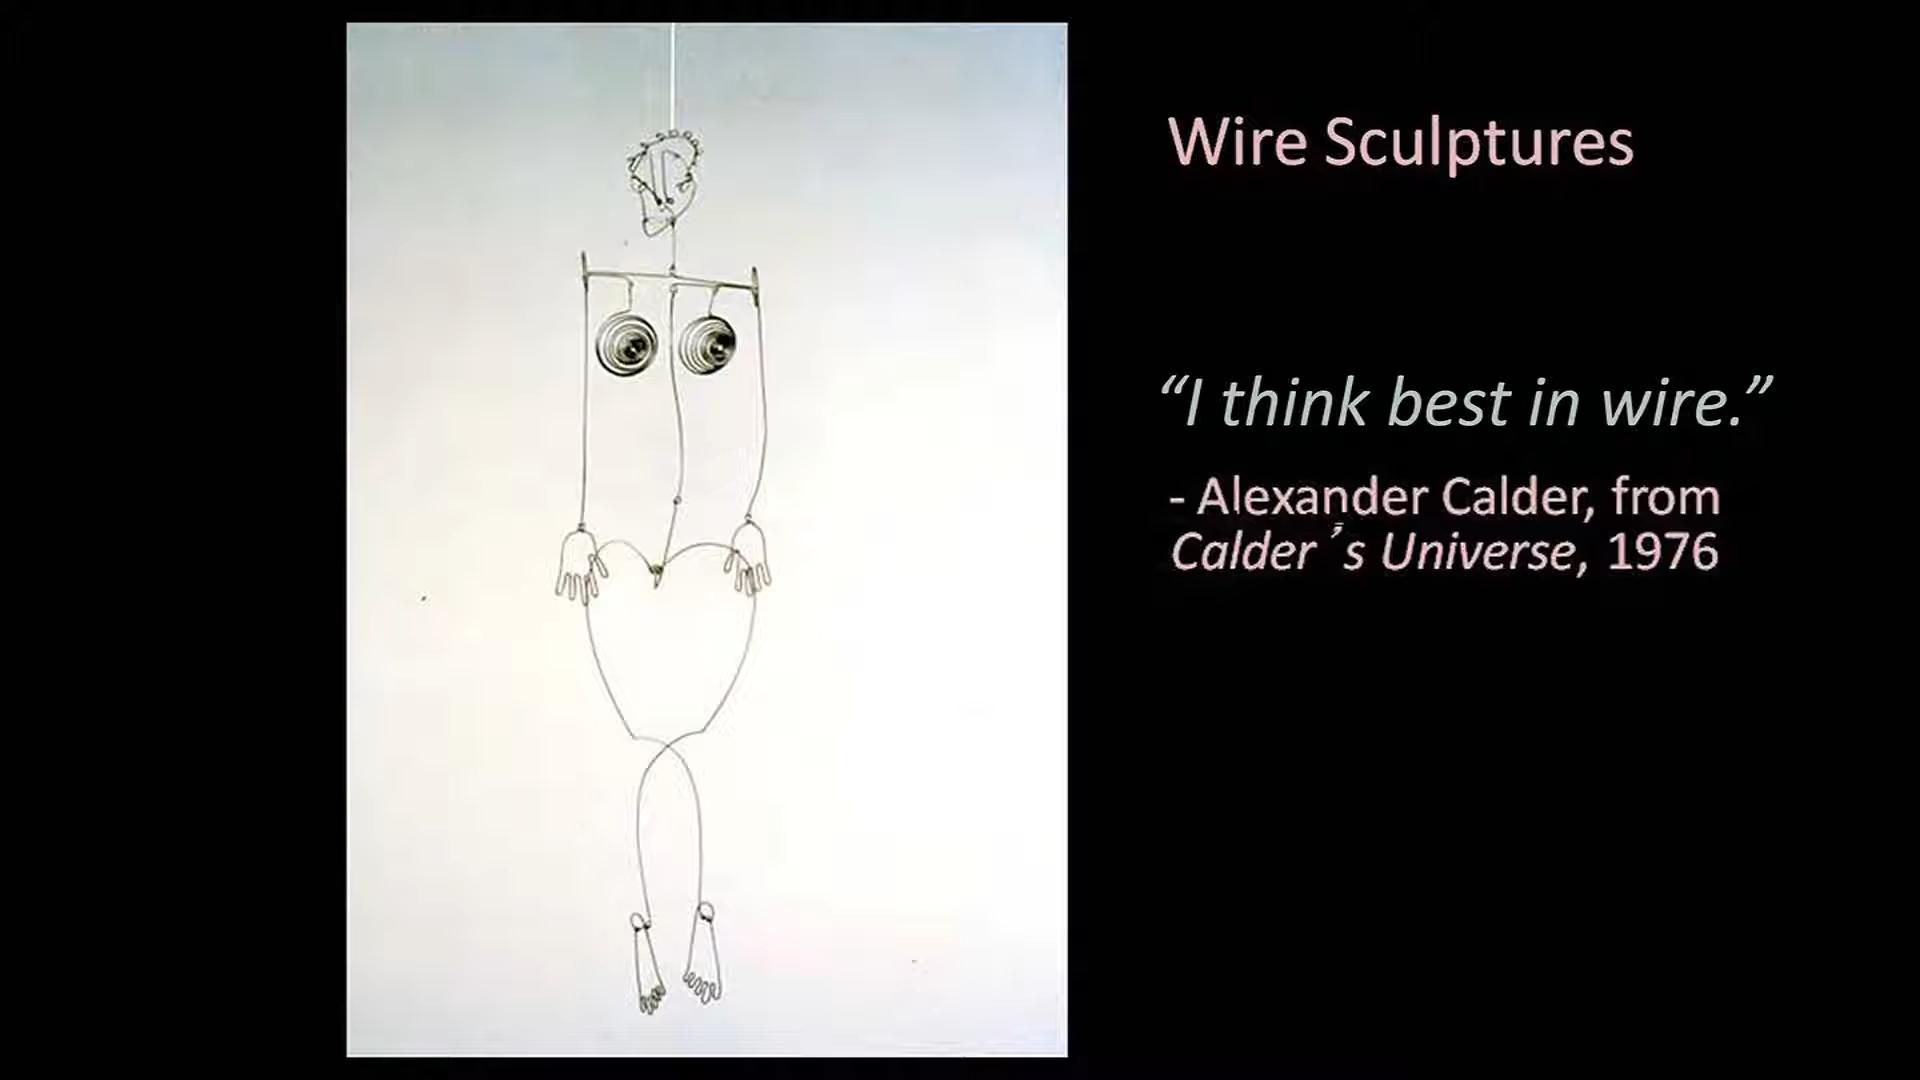 Wire Sculptures
“I think best in wire.”
- Alexander Calder, from
Calder ’s Universe, 1976